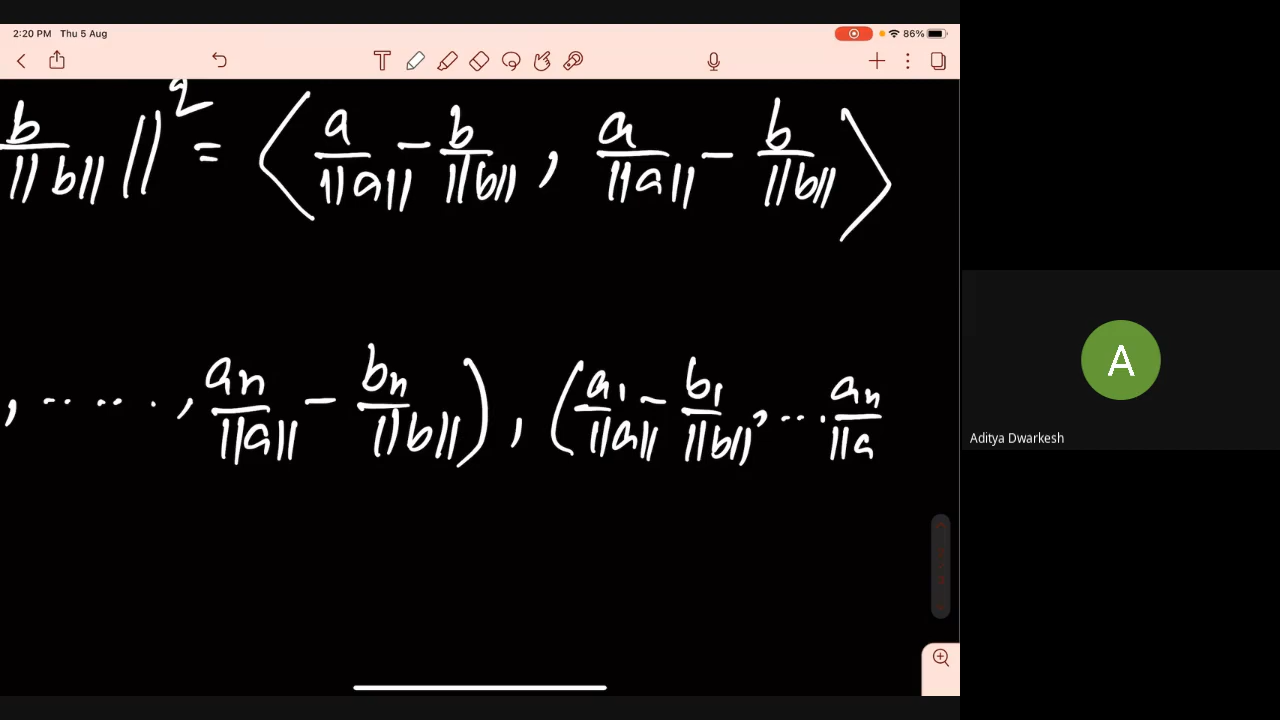 2:20 PM Thu 5 Aug
86%
b/||b|| ||² = ⟨ a/||a|| - b/||b|| , a/||a|| - b/||b|| ⟩
, ..... , aₙ/||a|| - bₙ/||b|| ) , ( a₁/||a|| - b₁/||b|| , .... aₙ/||a
A
Aditya Dwarkesh